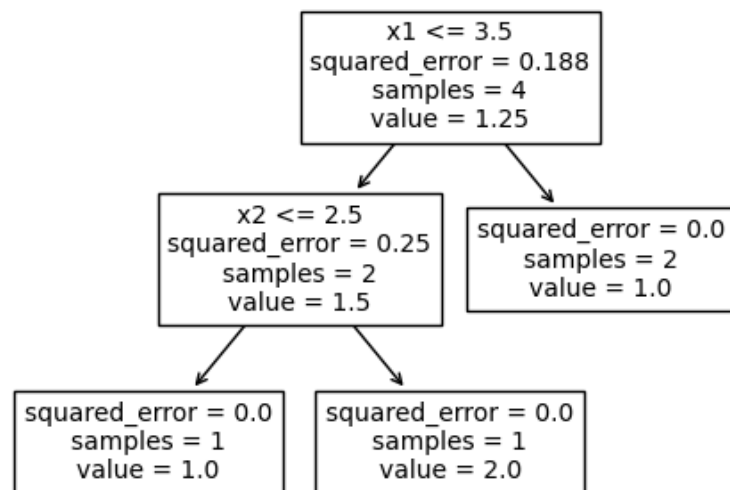 x1 <= 3.5
squared_error = 0.188
samples = 4
value = 1.25
x2 <= 2.5
squared_error = 0.25
samples = 2
value = 1.5
squared_error = 0.0
samples = 2
value = 1.0
squared_error = 0.0
samples = 1
value = 1.0
squared_error = 0.0
samples = 1
value = 2.0